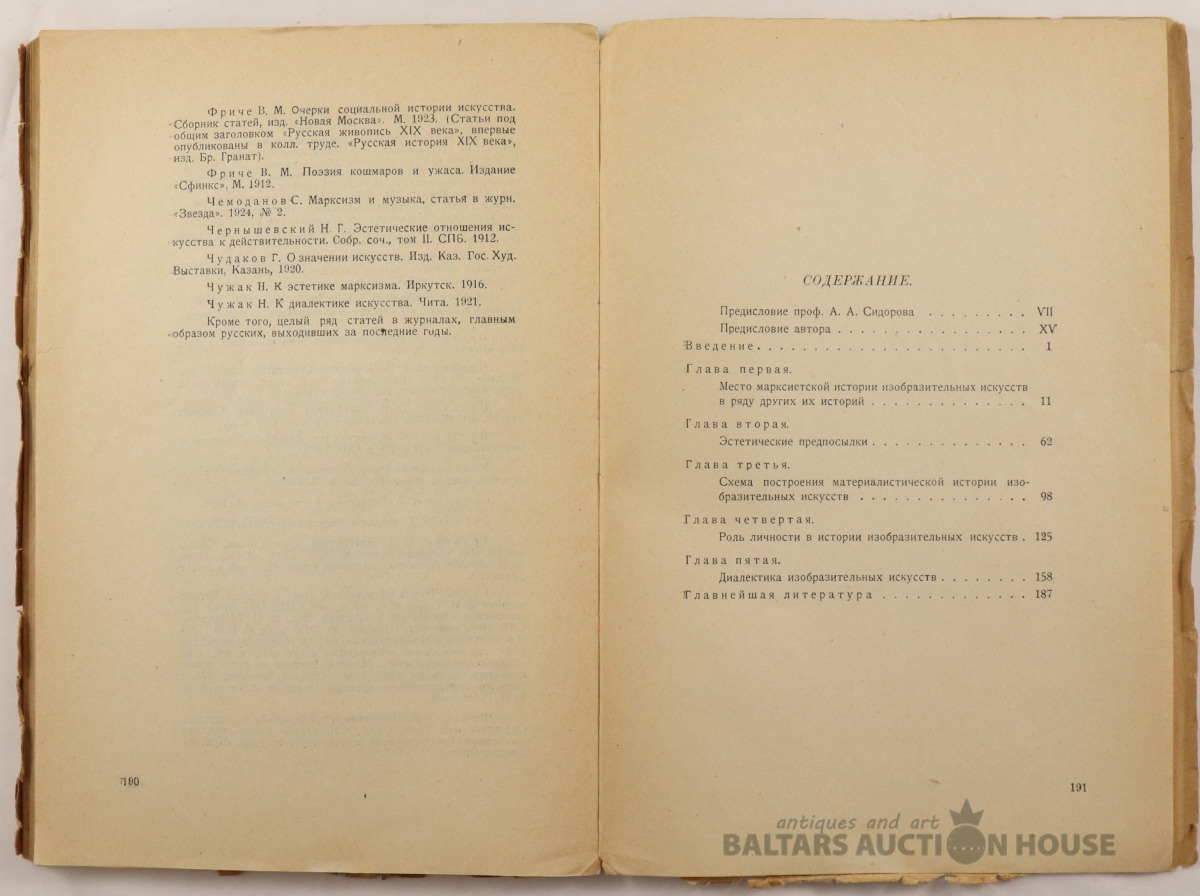 Фриче В. М. Очерки социальной истории искусства.
Сборник статей, изд. «Новая Москва». М. 1923. (Статьи под
общим заголовком «Русская живопись XIX века», впервые
опубликованы в колл. труде. «Русская история XIX века»,
изд. Бр. Гранат).
Фриче В. М. Поэзия кошмаров и ужаса. Издание
«Сфинкс», М. 1912.
Чемоданов С. Марксизм и музыка, статья в журн.
«Звезда». 1924, № 2.
Чернышевский Н. Г. Эстетические отношения ис-
кусства к действительности. Собр. соч., том II. СПБ. 1912.
Чудаков Г. О значении искусств. Изд. Каз. Гос. Худ.
Выставки, Казань, 1920.
Чужак Н. К эстетике марксизма. Иркутск. 1916.
Чужак Н. К диалектике искусства. Чита. 1921.
Кроме того, целый ряд статей в журналах, главным
образом русских, выходивших за последние годы.
190
СОДЕРЖАНИЕ.
Предисловие проф. А. А. Сидорова . . . . . . . . . VII
Предисловие автора . . . . . . . . . . . . . . . . . XV
Введение . . . . . . . . . . . . . . . . . . . . . . . . 1
Глава первая.
Место марксистской истории изобразительных искусств
в ряду других их историй . . . . . . . . . . . . . . 11
Глава вторая.
Эстетические предпосылки . . . . . . . . . . . . . . 62
Глава третья.
Схема построения материалистической истории изо-
бразительных искусств . . . . . . . . . . . . . . . 98
Глава четвертая.
Роль личности в истории изобразительных искусств . 125
Глава пятая.
Диалектика изобразительных искусств . . . . . . . . 158
Главнейшая литература . . . . . . . . . . . . . 187
191
antiques and art
BALTARS AUCTION HOUSE